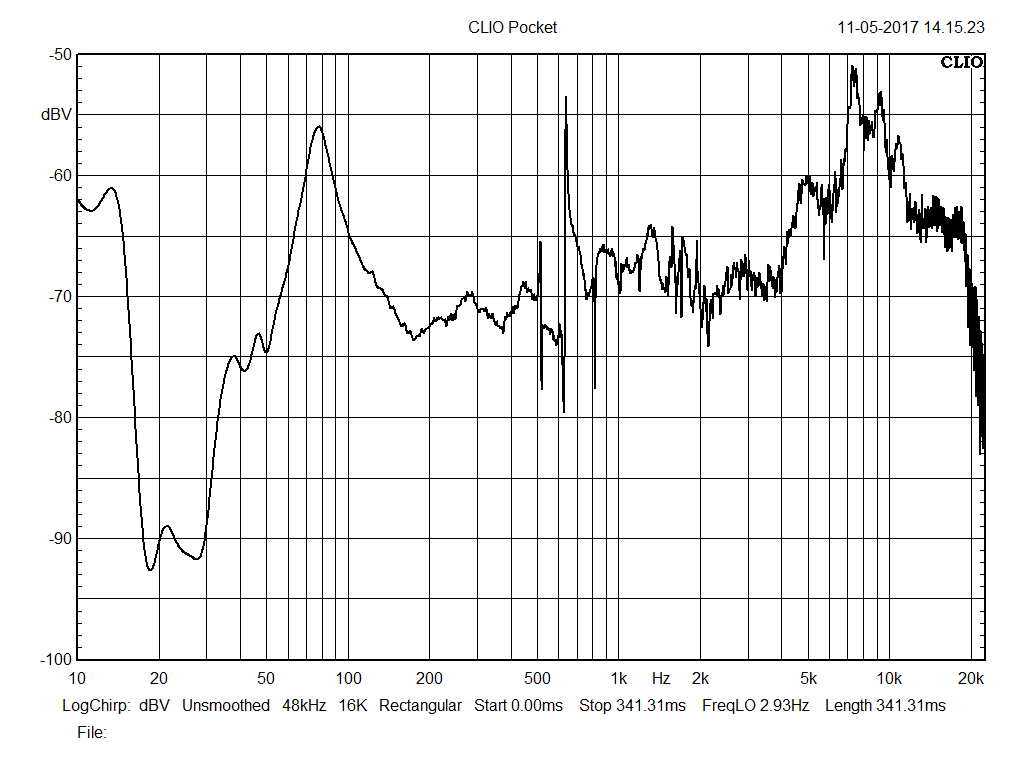 CLIO Pocket 11-05-2017 14.15.23
-50
CLIO
dBV
-60
-70
-80
-90
-100
10 20 50 100 200 500 1k Hz 2k 5k 10k 20k
LogChirp: dBV Unsmoothed 48kHz 16K Rectangular Start 0.00ms Stop 341.31ms FreqLO 2.93Hz Length 341.31ms
File: